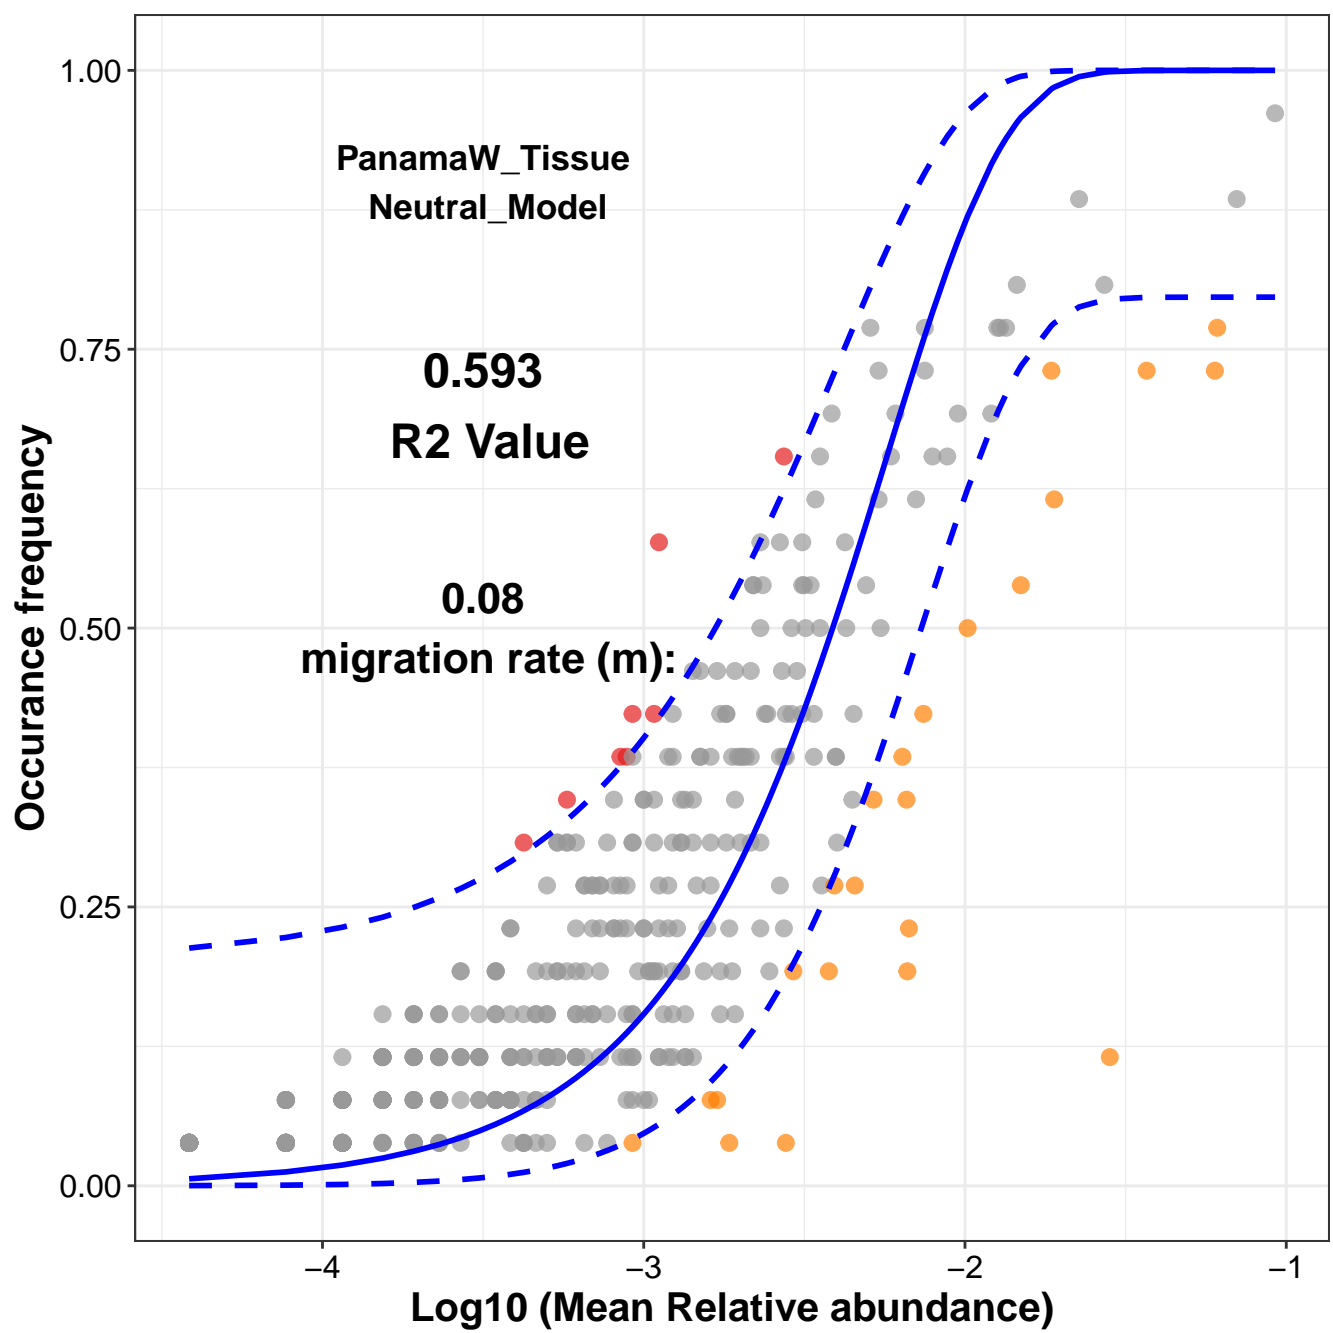 1.00
0.75
0.50
0.25
0.00
Occurance frequency
PanamaW_Tissue
Neutral_Model
0.593
R2 Value
0.08
migration rate (m):
−4
−3
−2
−1
Log10 (Mean Relative abundance)